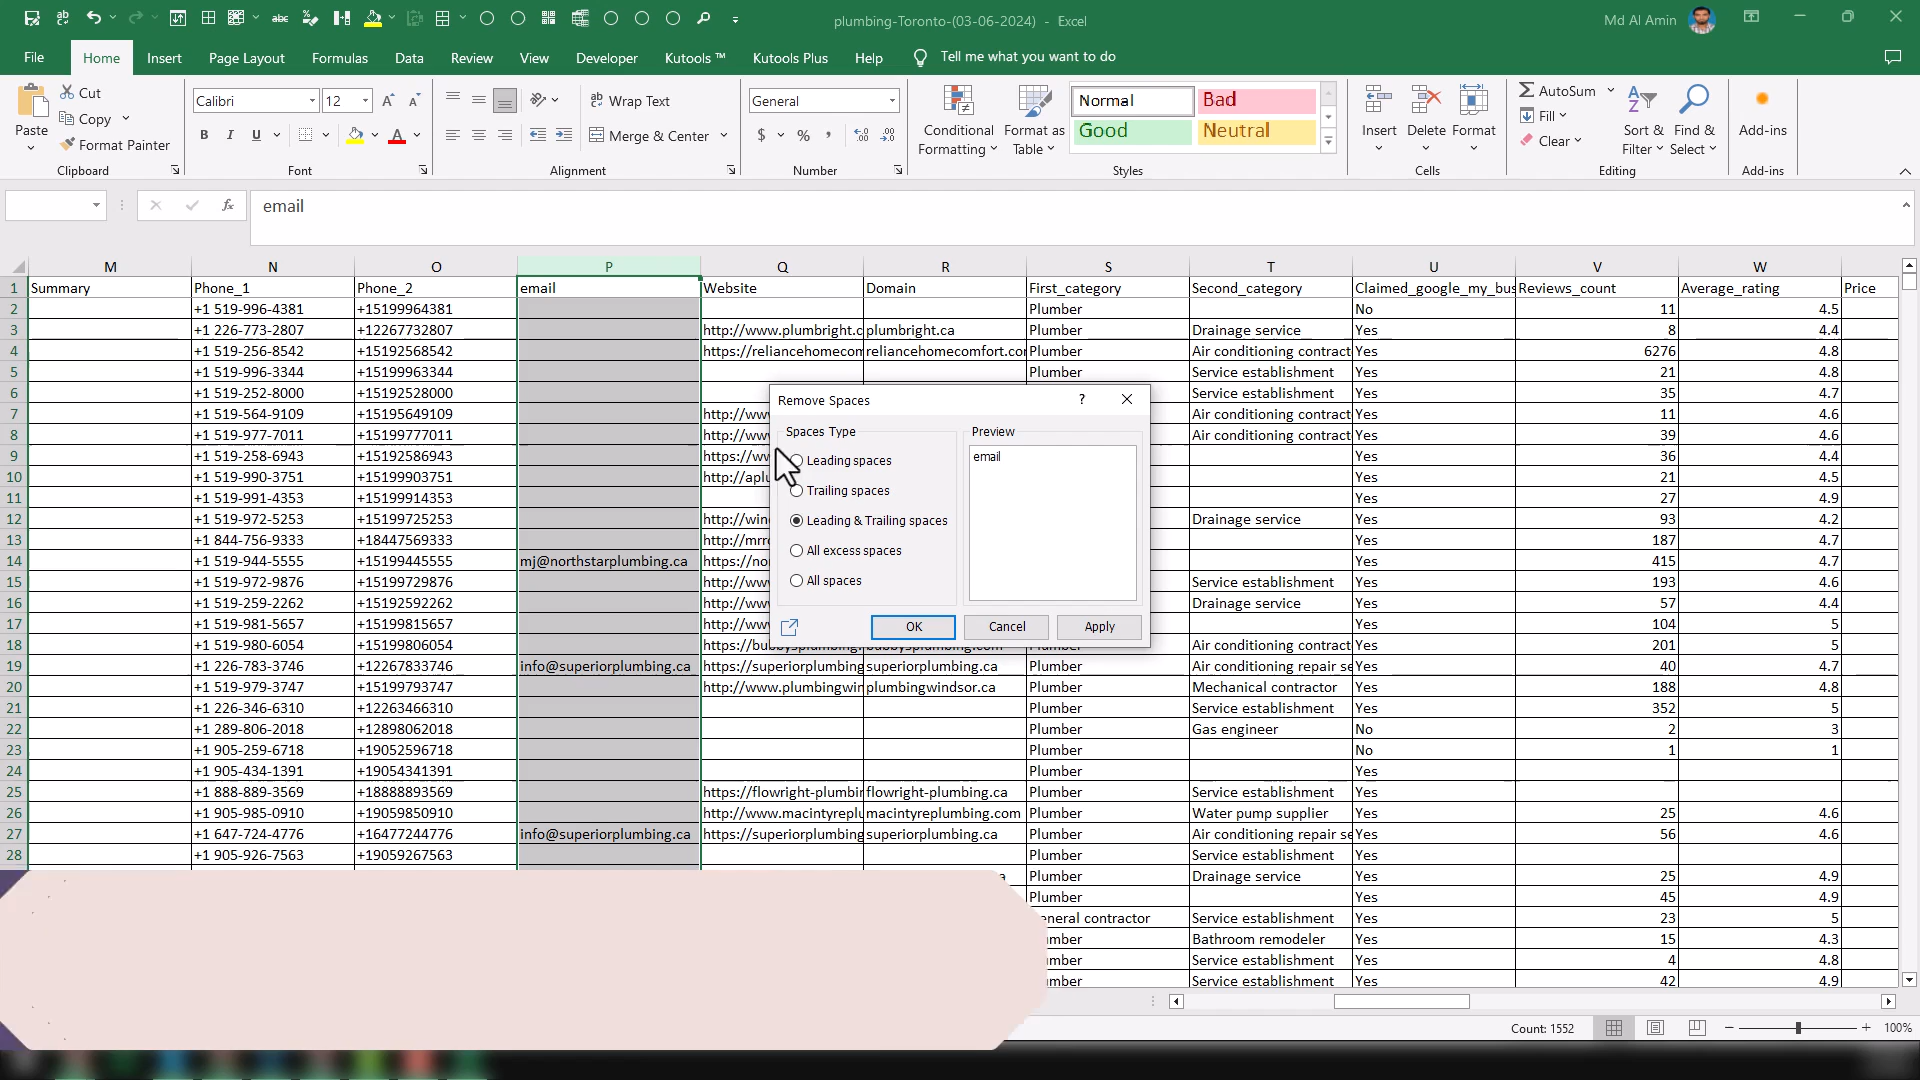 plumbing-Toronto-(03-06-2024) - Excel
Md Al Amin
File Home Insert Page Layout Formulas Data Review View Developer Kutools ™ Kutools Plus Help Tell me what you want to do
Paste Cut Copy Format Painter Clipboard
Calibri 12 B I U A Font
Wrap Text Merge & Center Alignment
General $ % Number
Conditional Formatting Format as Table Normal Bad Good Neutral Styles
Insert Delete Format Cells
AutoSum Fill Clear Sort & Filter Find & Select Editing
Add-ins Add-ins
fx email
M N O P Q R S T U V W
1 Summary Phone_1 Phone_2 email Website Domain First_category Second_category Claimed_google_my_bus Reviews_count Average_rating Price
2 +1 519-996-4381 +15199964381 Plumber No 11 4.5
3 +1 226-773-2807 +12267732807 http://www.plumbright.c plumbright.ca Plumber Drainage service Yes 8 4.4
4 +1 519-256-8542 +15192568542 https://reliancehomecom reliancehomecomfort.con Plumber Air conditioning contract Yes 6276 4.8
5 +1 519-996-3344 +15199963344 Plumber Service establishment Yes 21 4.8
6 +1 519-252-8000 +15192528000 Service establishment Yes 35 4.7
7 +1 519-564-9109 +15195649109 http://www Air conditioning contract Yes 11 4.6
8 +1 519-977-7011 +15199777011 http://www Air conditioning contract Yes 39 4.6
9 +1 519-258-6943 +15192586943 https://ww Yes 36 4.4
10 +1 519-990-3751 +15199903751 http://aplu Yes 21 4.5
11 +1 519-991-4353 +15199914353 Yes 27 4.9
12 +1 519-972-5253 +15199725253 http://wind Drainage service Yes 93 4.2
13 +1 844-756-9333 +18447569333 http://mrro Yes 187 4.7
14 +1 519-944-5555 +15199445555 mj@northstarplumbing.ca https://nor Yes 415 4.7
15 +1 519-972-9876 +15199729876 http://www Service establishment Yes 193 4.6
16 +1 519-259-2262 +15192592262 http://www Drainage service Yes 57 4.4
17 +1 519-981-5657 +15199815657 http://www Yes 104 5
18 +1 519-980-6054 +15199806054 https://bubbysplumbing bubbysplumbing.com Plumber Air conditioning contract Yes 201 5
19 +1 226-783-3746 +12267833746 info@superiorplumbing.ca https://superiorplumbing superiorplumbing.ca Plumber Air conditioning repair se Yes 40 4.7
20 +1 519-979-3747 +15199793747 http://www.plumbingwin plumbingwindsor.ca Plumber Mechanical contractor Yes 188 4.8
21 +1 226-346-6310 +12263466310 Plumber Service establishment Yes 352 5
22 +1 289-806-2018 +12898062018 Plumber Gas engineer No 2 3
23 +1 905-259-6718 +19052596718 Plumber No 1 1
24 +1 905-434-1391 +19054341391 Plumber Yes
25 +1 888-889-3569 +18888893569 https://flowright-plumbin flowright-plumbing.ca Plumber Service establishment Yes
26 +1 905-985-0910 +19059850910 http://www.macintyreplu macintyreplumbing.com Plumber Water pump supplier Yes 25 4.6
27 +1 647-724-4776 +16477244776 info@superiorplumbing.ca https://superiorplumbing superiorplumbing.ca Plumber Air conditioning repair se Yes 56 4.6
28 +1 905-926-7563 +19059267563 Plumber Service establishment Yes
a Plumber Drainage service Yes 25 4.9
Plumber Yes 45 4.9
eneral contractor Service establishment Yes 23 5
umber Bathroom remodeler Yes 15 4.3
umber Service establishment Yes 4 4.8
umber Service establishment Yes 42 4.9
Remove Spaces ?
Spaces Type Preview
Leading spaces email
Trailing spaces
Leading & Trailing spaces
All excess spaces
All spaces
OK Cancel Apply
Count: 1552 100%